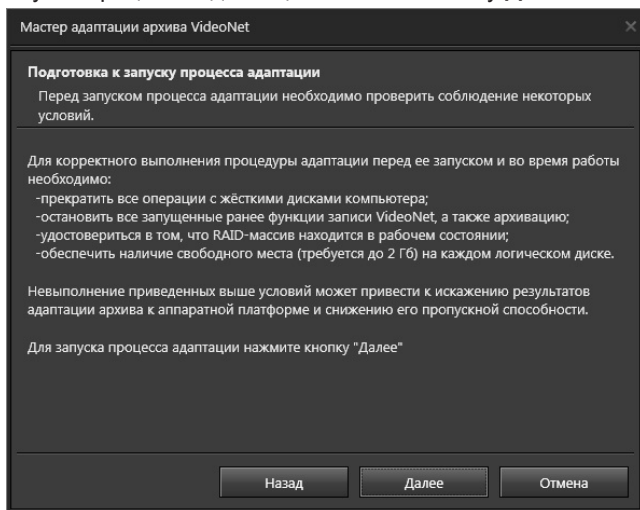 Мастер адаптации архива VideoNet
Подготовка к запуску процесса адаптации
Перед запуском процесса адаптации необходимо проверить соблюдение некоторых
условий.
Для корректного выполнения процедуры адаптации перед ее запуском и во время работы
необходимо:
-прекратить все операции с жёсткими дисками компьютера;
-остановить все запущенные ранее функции записи VideoNet, а также архивацию;
-удостовериться в том, что RAID-массив находится в рабочем состоянии;
-обеспечить наличие свободного места (требуется до 2 Гб) на каждом логическом диске.
Невыполнение приведенных выше условий может привести к искажению результатов
адаптации архива к аппаратной платформе и снижению его пропускной способности.
Для запуска процесса адаптации нажмите кнопку "Далее"
Назад Далее Отмена